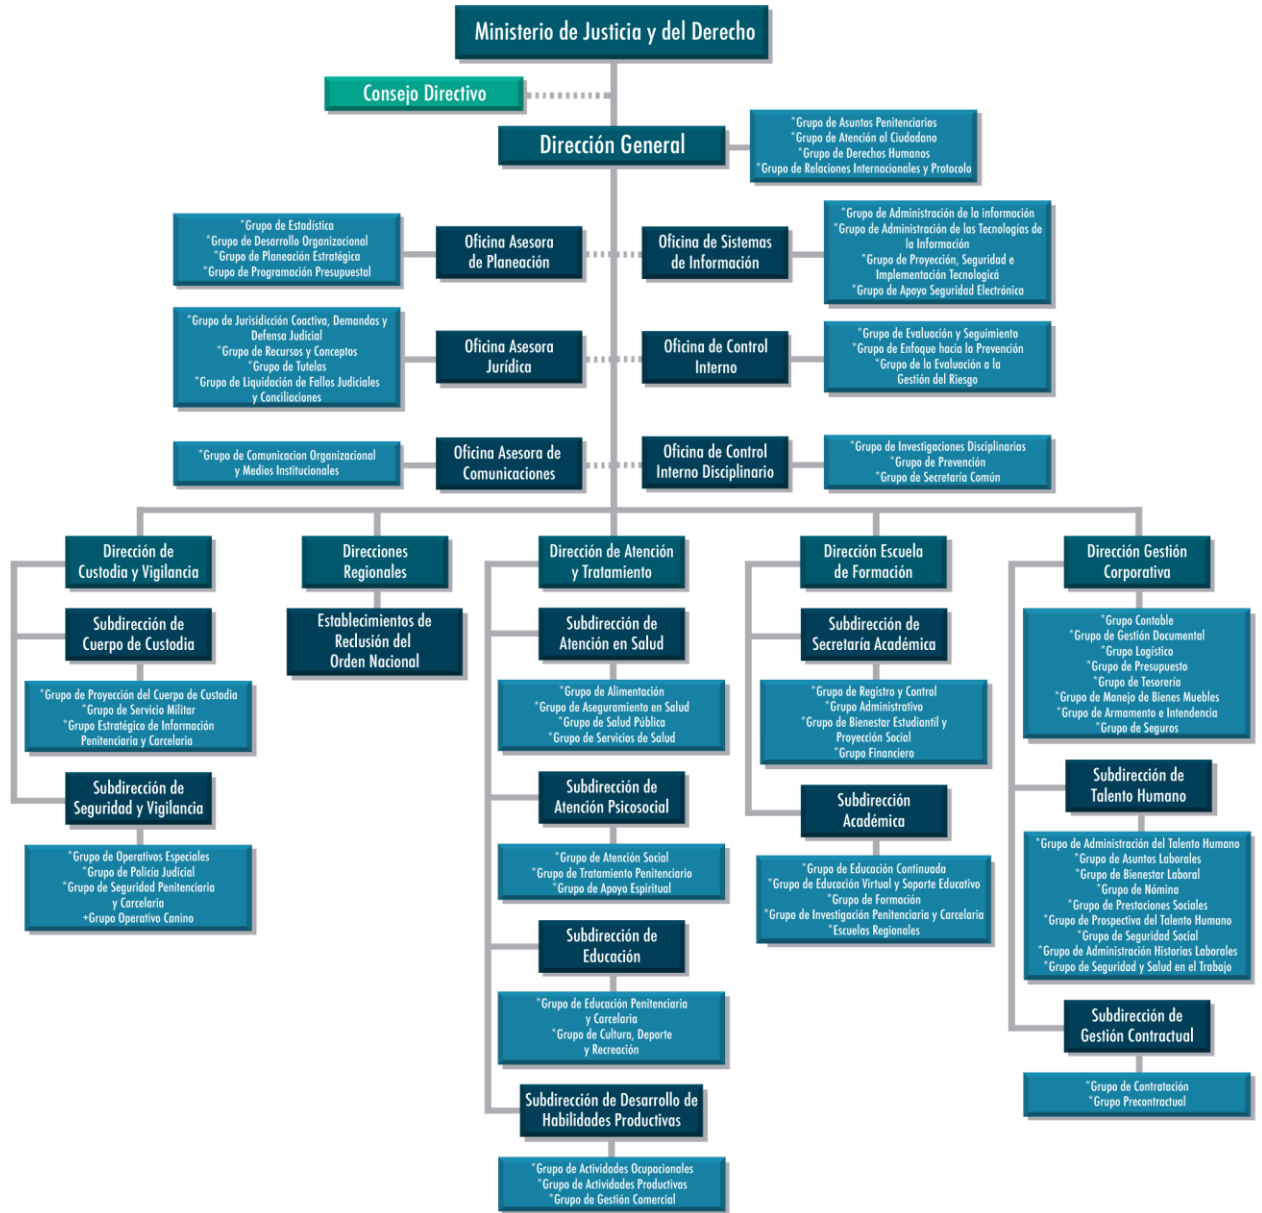 Ministerio de Justicia y del Derecho
Consejo Directivo
Dirección General
*Grupo de Asuntos Penitenciarios
*Grupo de Atención al Ciudadano
*Grupo de Derechos Humanos
*Grupo de Relaciones Internacionales y Protocolo
*Grupo de Estadística
*Grupo de Desarrollo Organizacional
*Grupo de Planeación Estratégica
*Grupo de Programación Presupuestal
Oficina Asesora
de Planeación
Oficina de Sistemas
de Información
*Grupo de Administración de la información
*Grupo de Administración de las Tecnologías de
la Información
*Grupo de Proyección, Seguridad e
Implementación Tecnologicá
*Grupo de Apoyo Seguridad Electrónica
*Grupo de Jurisidicción Coactiva, Demandas y
Defensa Judicial
*Grupo de Recursos y Conceptos
*Grupo de Tutelas
*Grupo de Liquidación de Fallos Judiciales
y Conciliaciones
Oficina Asesora
Jurídica
Oficina de Control
Interno
*Grupo de Evaluación y Seguimiento
*Grupo de Enfoque hacia la Prevención
*Grupo de la Evaluación a la
Gestión del Riesgo
*Grupo de Comunicacion Organizacional
y Medios Institucionales
Oficina Asesora de
Comunicaciones
Oficina de Control
Interno Disciplinario
*Grupo de Investigaciones Disciplinarias
*Grupo de Prevención
*Grupo de Secretaría Común
Dirección de
Custodia y Vigilancia
Subdirección de
Cuerpo de Custodia
*Grupo de Proyección del Cuerpo de Custodia
*Grupo de Servicio Militar
*Grupo Estratégico de Información
Penitenciaria y Carcelaria
Subdirección de
Seguridad y Vigilancia
*Grupo de Operativos Especiales
*Grupo de Policía Judicial
*Grupo de Seguridad Penitenciaria
y Carcelaria
+Grupo Operativo Canino
Direciones
Regionales
Establecimientos de
Reclusión del
Orden Nacional
Dirección de Atención
y Tratamiento
Subdirección de
Atención en Salud
*Grupo de Alimentación
*Grupo de Aseguramiento en Salud
*Grupo de Salud Pública
*Grupo de Servicios de Salud
Subdirección de
Atención Psicosocial
*Grupo de Atención Social
*Grupo de Tratamiento Penitenciario
*Grupo de Apoyo Espiritual
Subdirección de
Educación
*Grupo de Educación Penitenciaria
y Carcelaria
*Grupo de Cultura, Deporte
y Recreación
Subdirección de Desarrollo de
Habilidades Productivas
*Grupo de Actividades Ocupacionales
*Grupo de Actividades Productivas
*Grupo de Gestión Comercial
Dirección Escuela
de Formación
Subdirección de
Secretaría Académica
*Grupo de Registro y Control
*Grupo Administrativo
*Grupo de Bienestar Estudiantil y
Proyección Social
*Grupo Financiero
Subdirección
Académica
*Grupo de Educación Continuada
*Grupo de Educación Virtual y Soporte Educativo
*Grupo de Formación
*Grupo de Investigación Penitenciaria y Carcelaria
*Escuelas Regionales
Dirección Gestión
Corporativa
*Grupo Contable
*Grupo de Gestión Documental
*Grupo Logístico
*Grupo de Presupuesto
*Grupo de Tesorería
*Grupo de Manejo de Bienes Muebles
*Grupo de Armamento e Intendencia
*Grupo de Seguros
Subdirección de
Talento Humano
*Grupo de Administración del Talento Humano
*Grupo de Asuntos Laborales
*Grupo de Bienestar Laboral
*Grupo de Nómina
*Grupo de Prestaciones Sociales
*Grupo de Prospectiva del Talento Humano
*Grupo de Seguridad Social
*Grupo de Administración Historias Laborales
*Grupo de Seguridad y Salud en el Trabajo
Subdirección de
Gestión Contractual
*Grupo de Contratación
*Grupo Precontractual